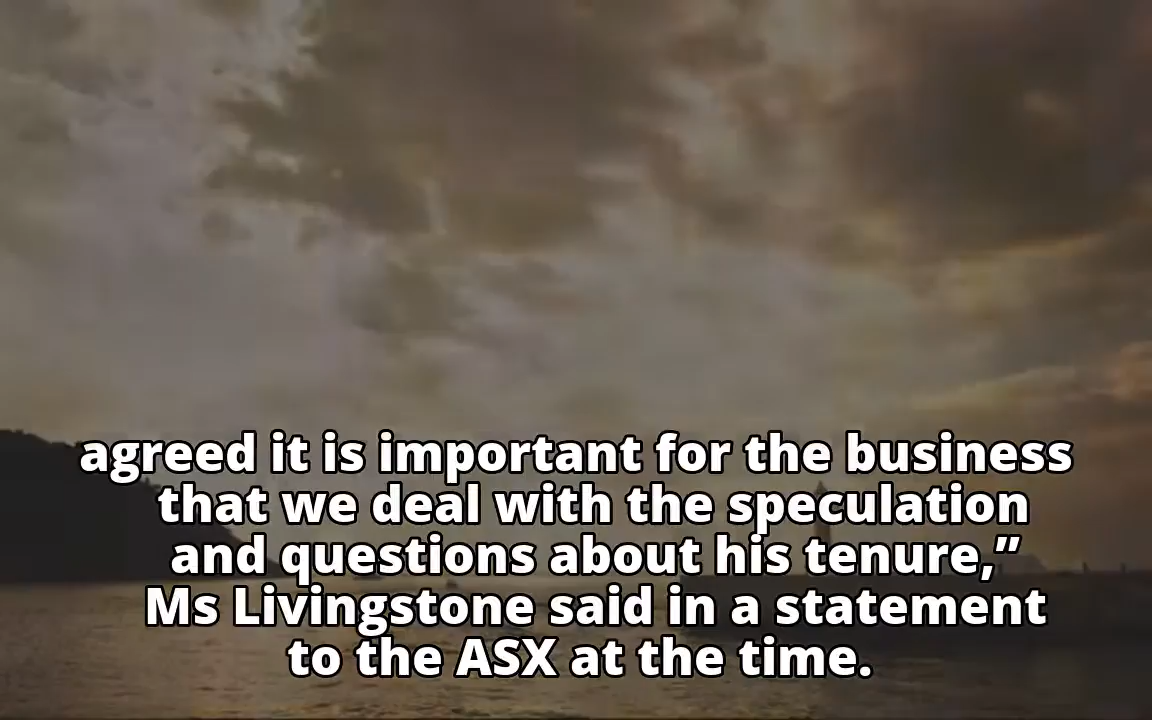 agreed it is important for the business
that we deal with the speculation
and questions about his tenure,”
Ms Livingstone said in a statement
to the ASX at the time.